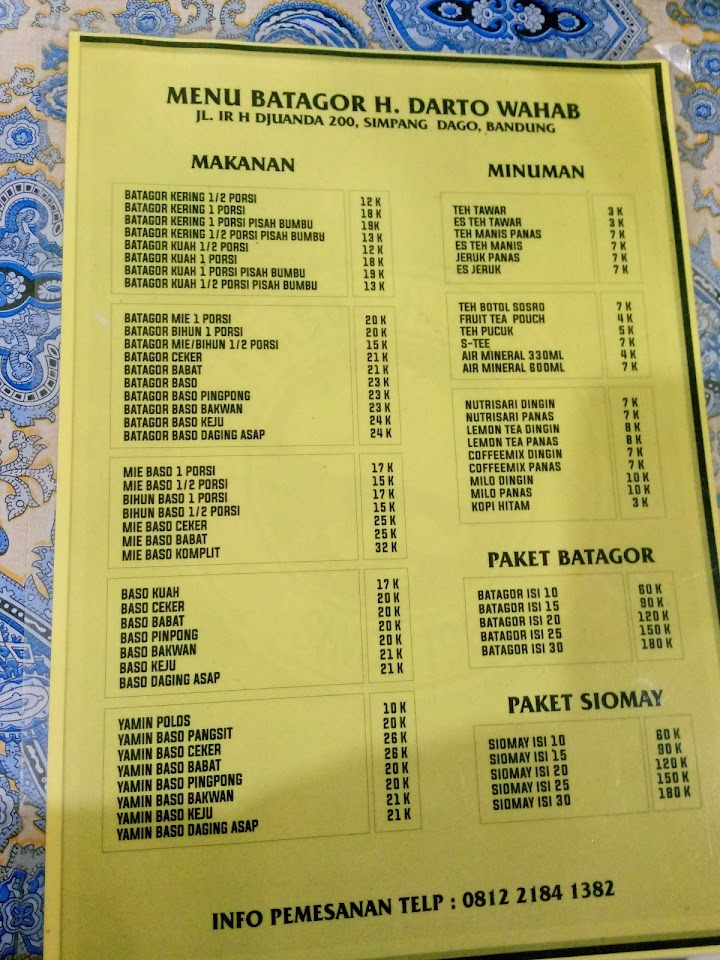 MENU BATAGOR H. DARTO WAHAB
JL. IR H DJUANDA 200, SIMPANG DAGO, BANDUNG
MAKANAN
BATAGOR KERING 1/2 PORSI 12 K
BATAGOR KERING 1 PORSI 18 K
BATAGOR KERING 1 PORSI PISAH BUMBU 19K
BATAGOR KERING 1/2 PORSI PISAH BUMBU 13 K
BATAGOR KUAH 1/2 PORSI 12 K
BATAGOR KUAH 1 PORSI 18 K
BATAGOR KUAH 1 PORSI PISAH BUMBU 19 K
BATAGOR KUAH 1/2 PORSI PISAH BUMBU 13 K
BATAGOR MIE 1 PORSI 20 K
BATAGOR BIHUN 1 PORSI 20 K
BATAGOR MIE/BIHUN 1/2 PORSI 15 K
BATAGOR CEKER 21 K
BATAGOR BABAT 21 K
BATAGOR BASO 23 K
BATAGOR BASO PINGPONG 23 K
BATAGOR BASO BAKWAN 23 K
BATAGOR BASO KEJU 24 K
BATAGOR BASO DAGING ASAP 24 K
MIE BASO 1 PORSI 17 K
MIE BASO 1/2 PORSI 15 K
BIHUN BASO 1 PORSI 17 K
BIHUN BASO 1/2 PORSI 15 K
MIE BASO CEKER 25 K
MIE BASO BABAT 25 K
MIE BASO KOMPLIT 32 K
BASO KUAH 17 K
BASO CEKER 20 K
BASO BABAT 20 K
BASO PINPONG 20 K
BASO BAKWAN 20 K
BASO KEJU 21 K
BASO DAGING ASAP 21 K
YAMIN POLOS 10 K
YAMIN BASO PANGSIT 20 K
YAMIN BASO CEKER 26 K
YAMIN BASO BABAT 26 K
YAMIN BASO PINGPONG 20 K
YAMIN BASO BAKWAN 20 K
YAMIN BASO KEJU 21 K
YAMIN BASO DAGING ASAP 21 K
MINUMAN
TEH TAWAR 3 K
ES TEH TAWAR 3 K
TEH MANIS PANAS 7 K
ES TEH MANIS 7 K
JERUK PANAS 7 K
ES JERUK 7 K
TEH BOTOL SOSRO 7 K
FRUIT TEA POUCH 4 K
TEH PUCUK 5 K
S-TEE 7 K
AIR MINERAL 330ML 4 K
AIR MINERAL 600ML 7 K
NUTRISARI DINGIN 7 K
NUTRISARI PANAS 7 K
LEMON TEA DINGIN 8 K
LEMON TEA PANAS 8 K
COFFEEMIX DINGIN 7 K
COFFEEMIX PANAS 7 K
MILO DINGIN 10 K
MILO PANAS 10 K
KOPI HITAM 3 K
PAKET BATAGOR
BATAGOR ISI 10 60 K
BATAGOR ISI 15 90 K
BATAGOR ISI 20 120 K
BATAGOR ISI 25 150 K
BATAGOR ISI 30 180 K
PAKET SIOMAY
SIOMAY ISI 10 60 K
SIOMAY ISI 15 90 K
SIOMAY ISI 20 120 K
SIOMAY ISI 25 150 K
SIOMAY ISI 30 180 K
INFO PEMESANAN TELP : 0812 2184 1382